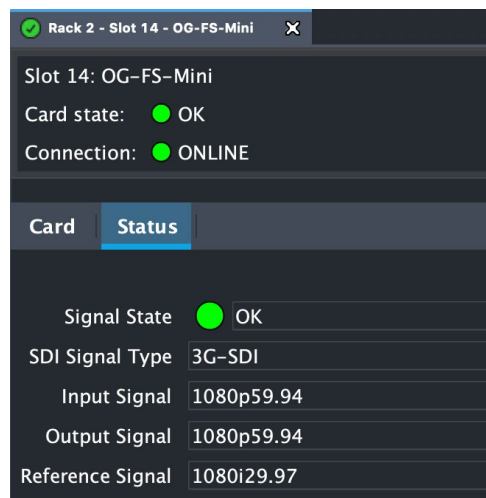 Rack 2 - Slot 14 - OG-FS-Mini
Slot 14: OG-FS-Mini
Card state: OK
Connection: ONLINE
Card Status
Signal State OK
SDI Signal Type 3G-SDI
Input Signal 1080p59.94
Output Signal 1080p59.94
Reference Signal 1080i29.97